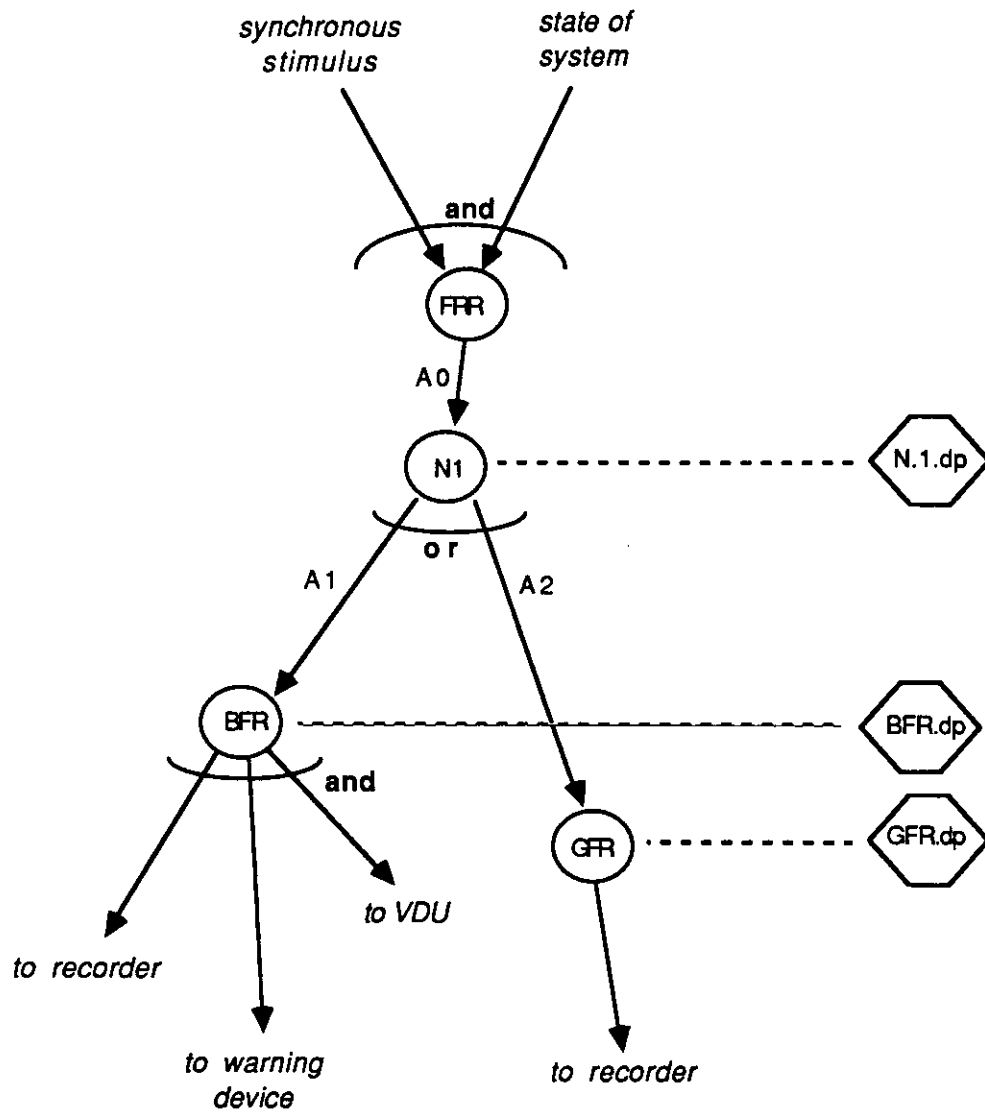 synchronous
stimulus
state of
system
and
FRR
A0
N1
N.1.dp
or
A1
A2
BFR
BFR.dp
and
GFR
GFR.dp
to VDU
to recorder
to warning
device
to recorder